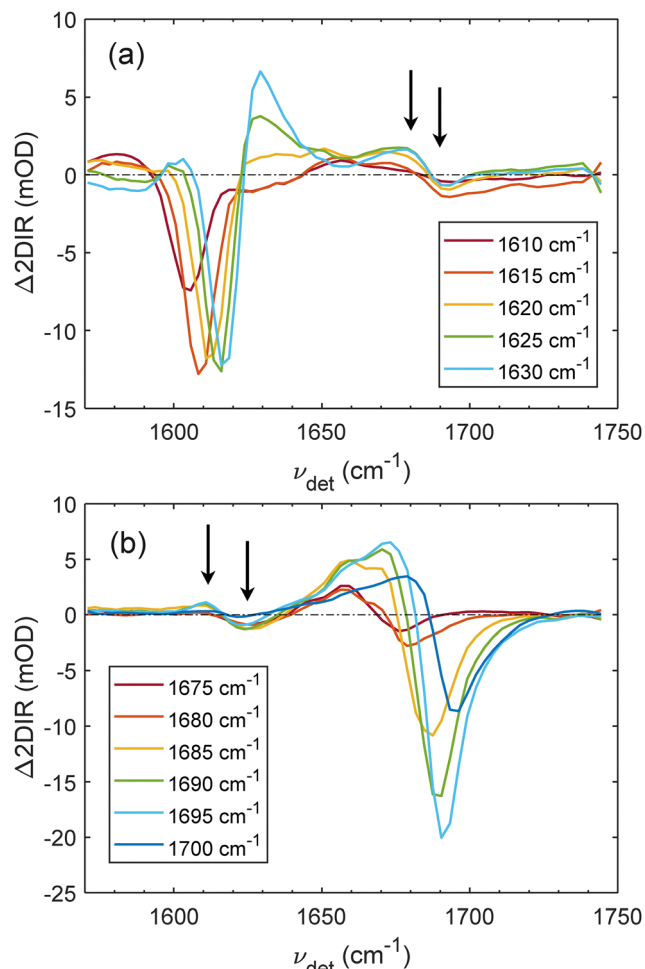 (a)
10
5
0
-5
-10
-15
Δ2DIR (mOD)
1610 cm⁻¹
1615 cm⁻¹
1620 cm⁻¹
1625 cm⁻¹
1630 cm⁻¹
1600 1650 1700 1750
ν_det (cm⁻¹)
(b)
10
5
0
-5
-10
-15
-20
-25
Δ2DIR (mOD)
1675 cm⁻¹
1680 cm⁻¹
1685 cm⁻¹
1690 cm⁻¹
1695 cm⁻¹
1700 cm⁻¹
1600 1650 1700 1750
ν_det (cm⁻¹)